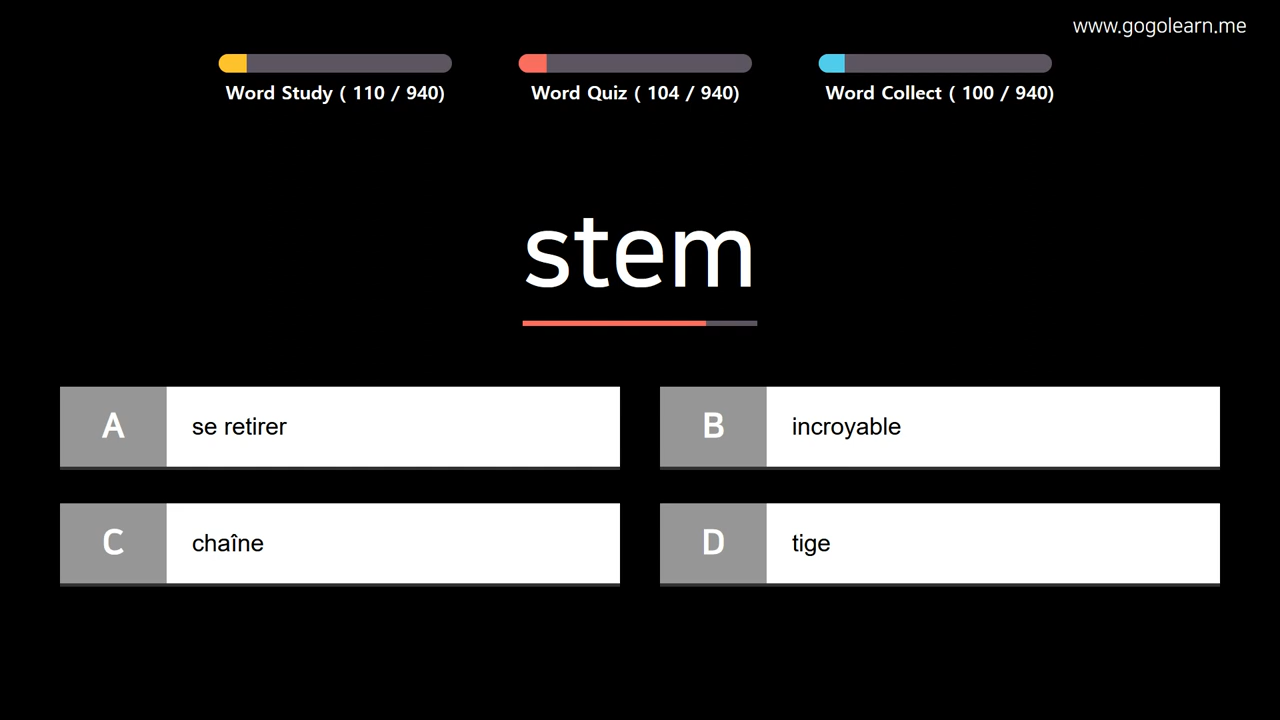 www.gogolearn.me
Word Study ( 110 / 940)
Word Quiz ( 104 / 940)
Word Collect ( 100 / 940)
stem
A
se retirer
B
incroyable
C
chaîne
D
tige